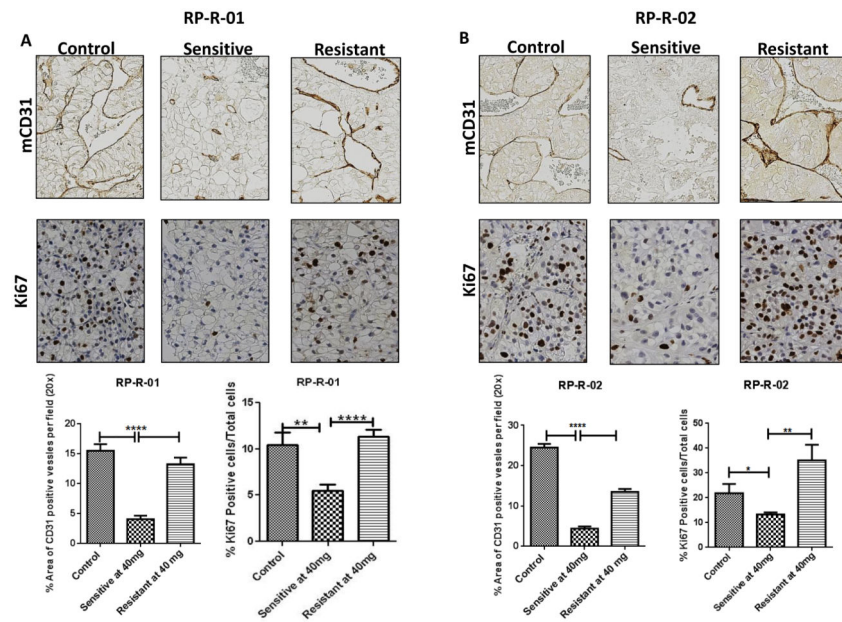 RP-R-01
A
Control Sensitive Resistant
mCD31
Ki67
RP-R-01
% Area of CD31 positive vessles per field (20x)
20
15
10
5
0
****
Control
Sensitive at 40mg
Resistant at 40 mg
RP-R-01
% Ki67 Positive cells/Total cells
15
10
5
0
**
****
Control
Sensitive at 40mg
Resistant at 40mg
RP-R-02
B
Control Sensitive Resistant
mCD31
Ki67
RP-R-02
% Area of CD31 positive vessles per field (20x)
30
20
10
0
****
Control
Sensitive at 40mg
Resistant at 40mg
RP-R-02
% Ki67 Positive cells/Total cells
50
40
30
20
10
0
*
**
Control
Sensitive at 40mg
Resistant at 40mg